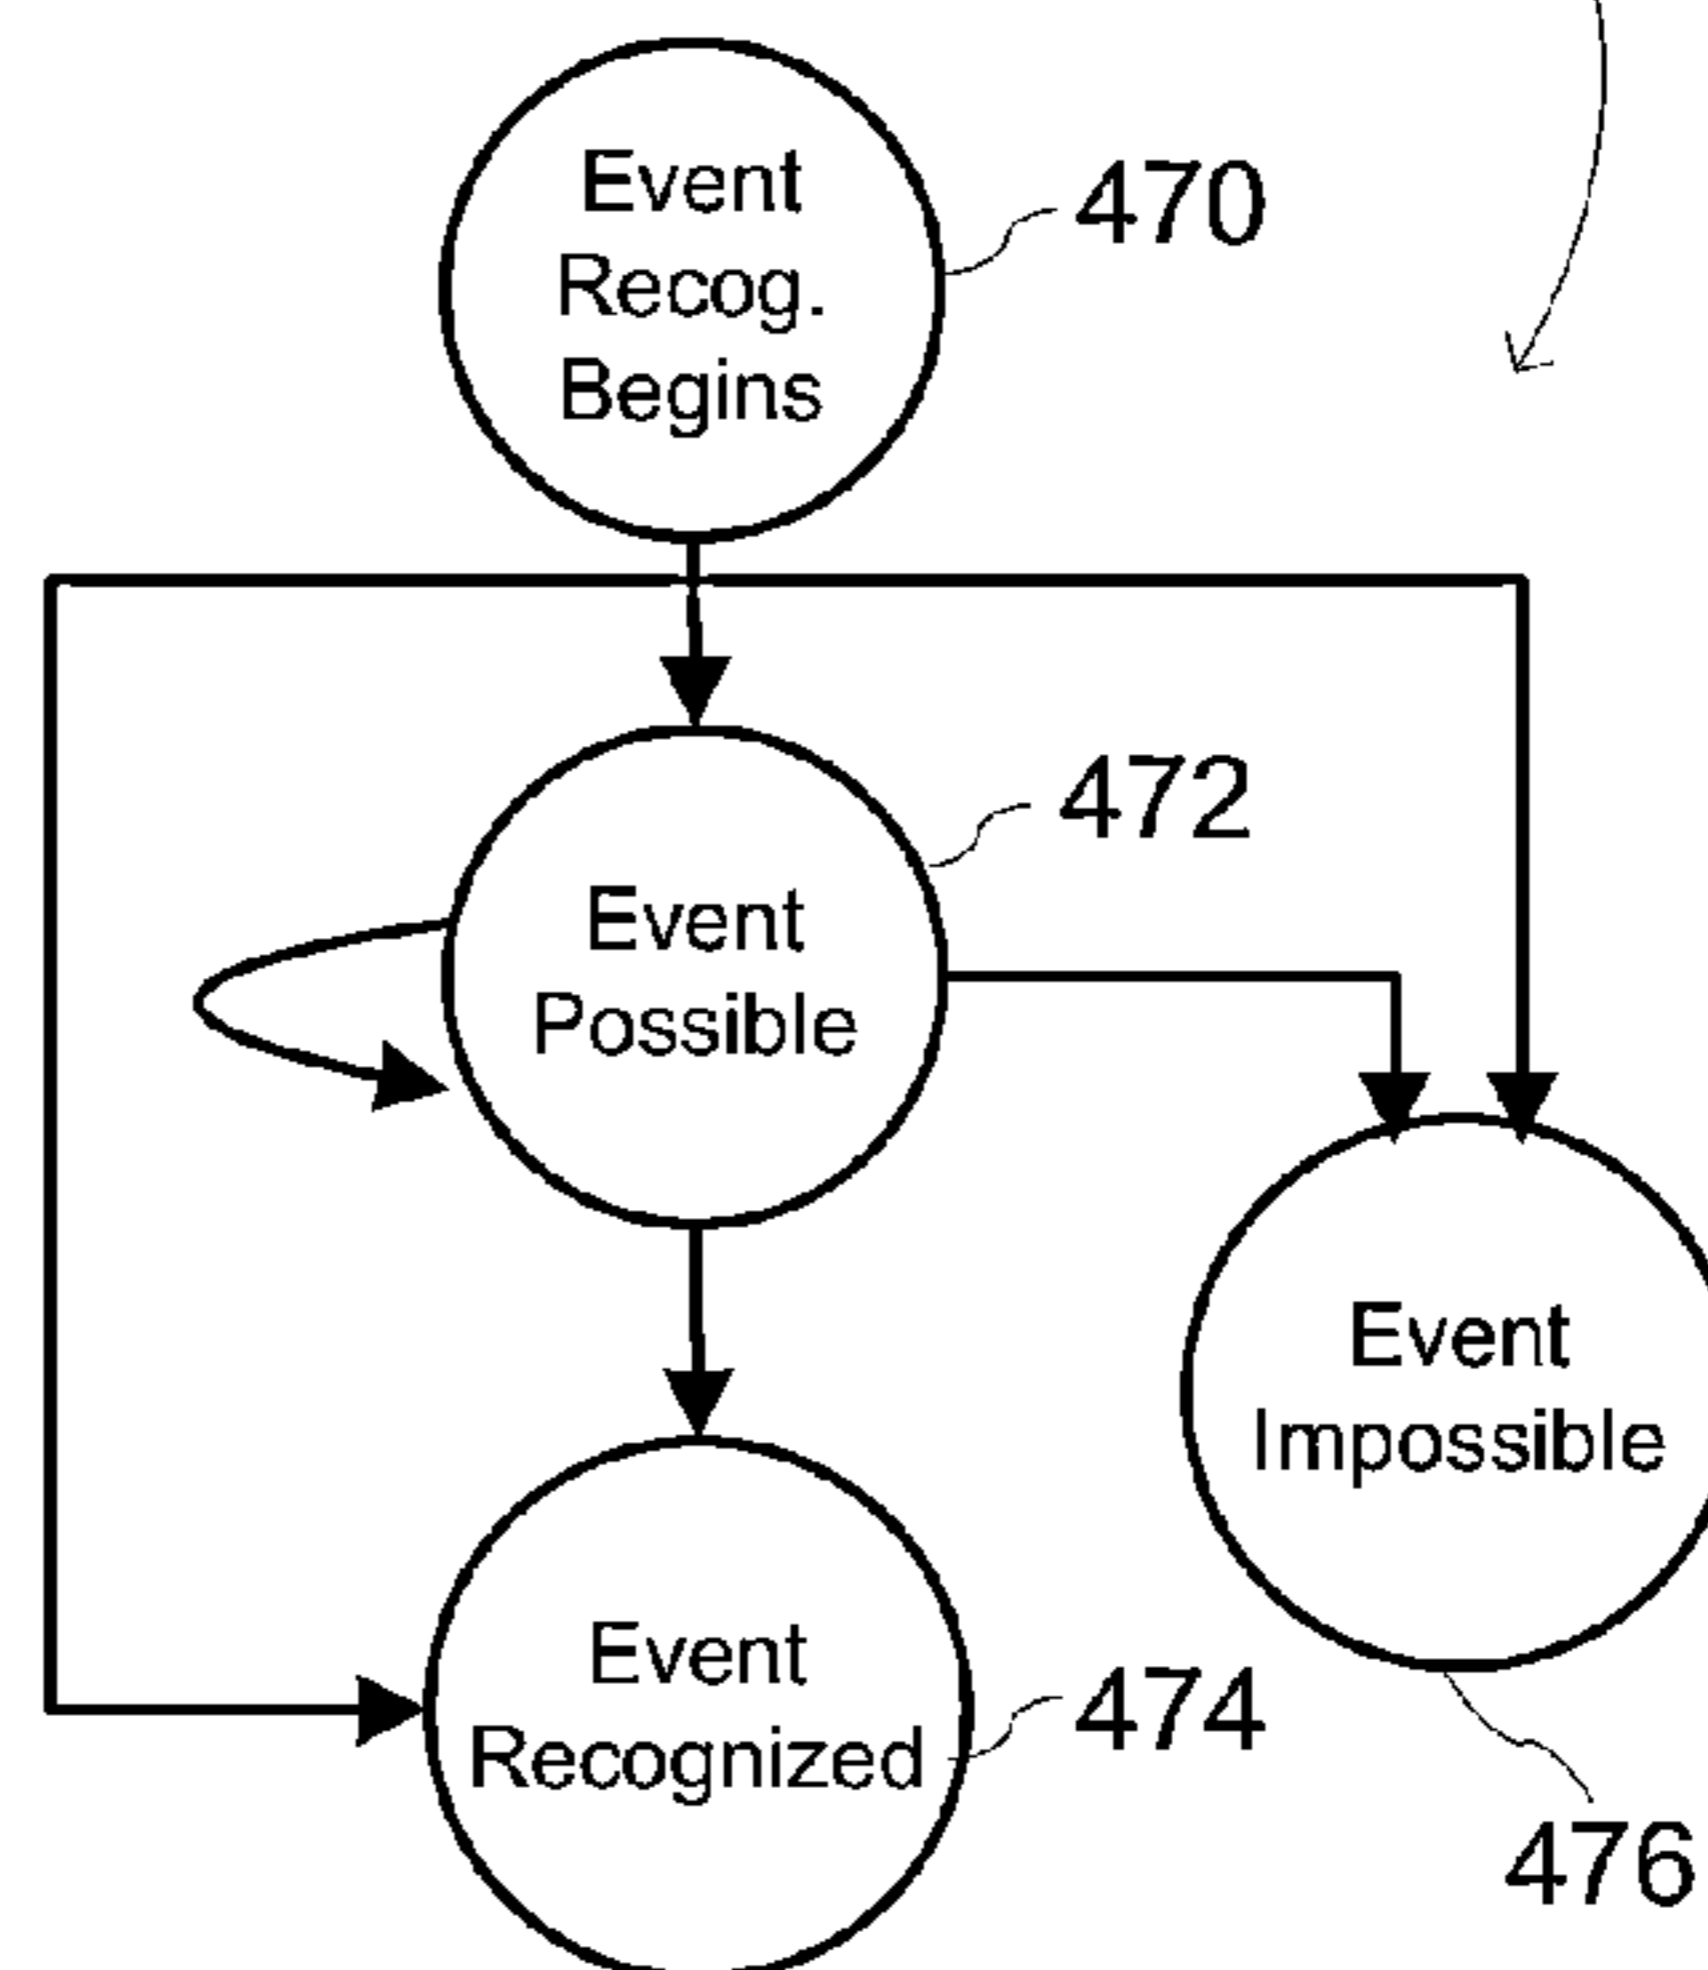 Event
Recog.
Begins
470
472
Event
Possible
Event
Impossible
Event
Recognized
474
476